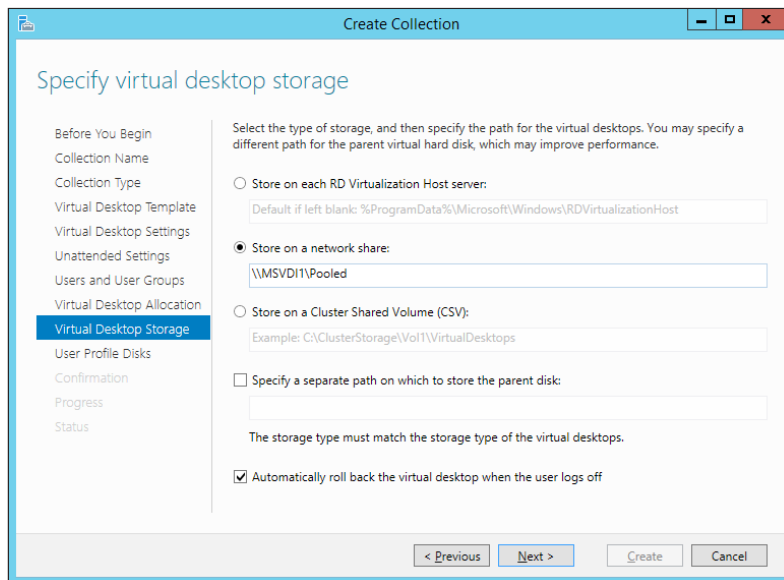 Create Collection
Specify virtual desktop storage
Before You Begin
Collection Name
Collection Type
Virtual Desktop Template
Virtual Desktop Settings
Unattended Settings
Users and User Groups
Virtual Desktop Allocation
Virtual Desktop Storage
User Profile Disks
Confirmation
Progress
Status
Select the type of storage, and then specify the path for the virtual desktops. You may specify a
different path for the parent virtual hard disk, which may improve performance.
Store on each RD Virtualization Host server:
Default if left blank: %ProgramData%\Microsoft\Windows\RDVirtualizationHost
Store on a network share:
\\MSVDI1\Pooled
Store on a Cluster Shared Volume (CSV):
Example: C:\ClusterStorage\Vol1\VirtualDesktops
Specify a separate path on which to store the parent disk:
The storage type must match the storage type of the virtual desktops.
Automatically roll back the virtual desktop when the user logs off
< Previous
Next >
Create
Cancel